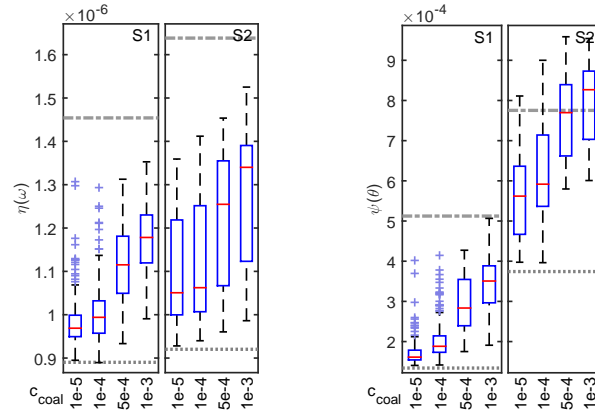 ×10⁻⁶
S1
S2
1.6
1.5
1.4
1.3
1.2
1.1
1
0.9
η(ω)
c_coal
1e-5
1e-4
5e-4
1e-3
1e-5
1e-4
5e-4
1e-3
×10⁻⁴
S1
S2
9
8
7
6
5
4
3
2
ψ(θ)
c_coal
1e-5
1e-4
5e-4
1e-3
1e-5
1e-4
5e-4
1e-3